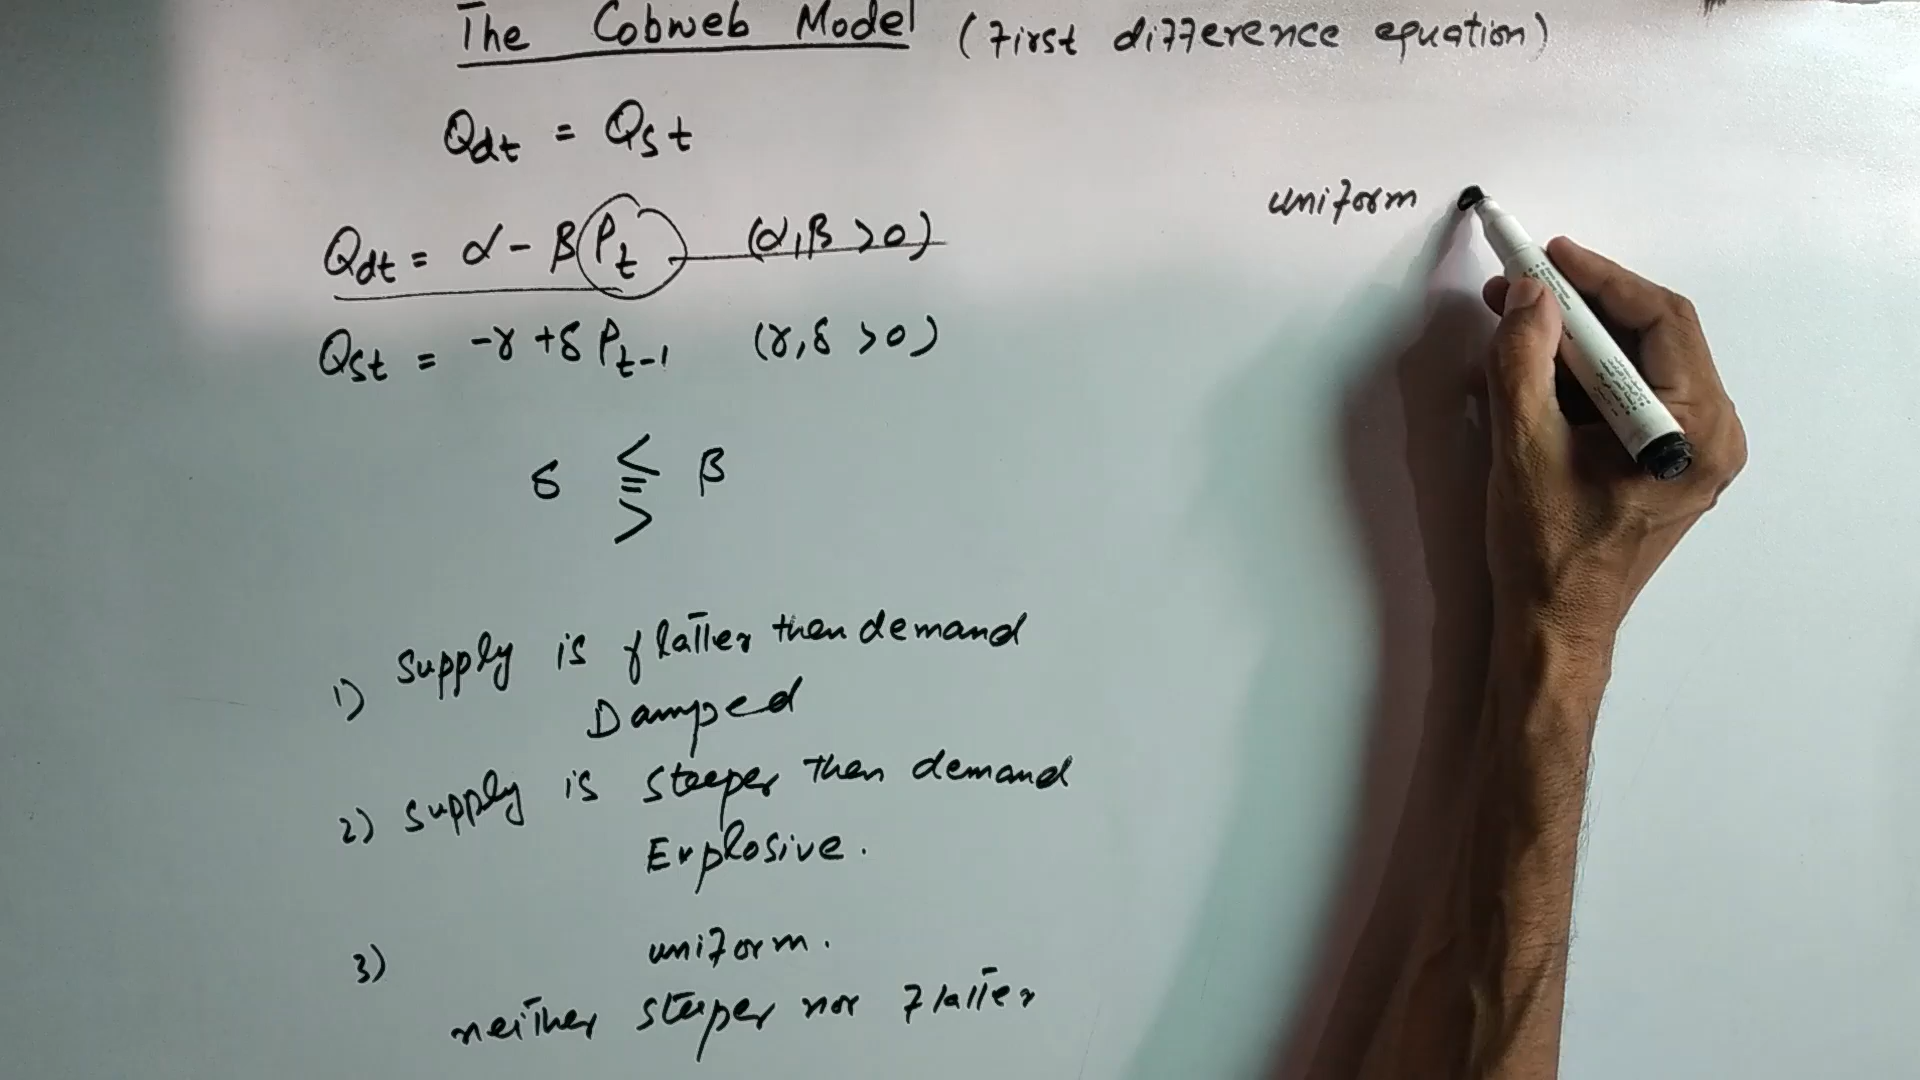 The Cobweb Model (First difference equation)
Qdt = Qst
Qdt = α - β Pt (α, β > 0)
Qst = -γ + δ Pt-1 (γ, δ > 0)
δ < = > β
1) Supply is flatter then demand
Damped
2) Supply is steeper then demand
Explosive.
3) uniform.
neither steeper nor flatter
uniform